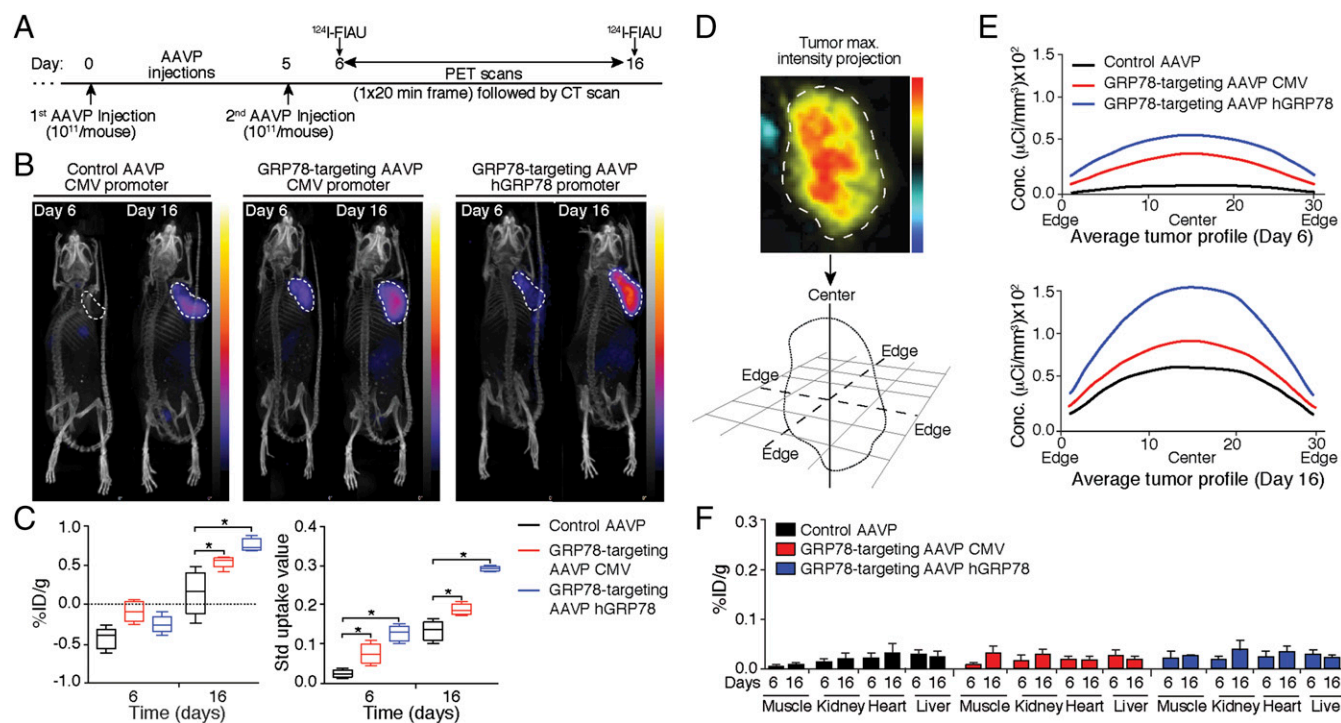 A
124I-FIAU
124I-FIAU
Day:
0
AAVP
injections
5
6
PET scans
16
(1x20 min frame) followed by CT scan
1st AAVP Injection
(10¹¹/mouse)
2nd AAVP Injection
(10¹¹/mouse)
B
Control AAVP
CMV promoter
GRP78-targeting AAVP
CMV promoter
GRP78-targeting AAVP
hGRP78 promoter
Day 6
Day 16
Day 6
Day 16
Day 6
Day 16
C
%ID/g
1.0
0.5
0.0
-0.5
-1.0
6
16
Time (days)
* *
Std uptake value
0.4
0.3
0.2
0.1
0.0
6
16
Time (days)
* * * *
Control AAVP
GRP78-targeting
AAVP CMV
GRP78-targeting
AAVP hGRP78
D
Tumor max.
intensity projection
Center
Edge
Edge
Edge
Edge
E
Control AAVP
GRP78-targeting AAVP CMV
GRP78-targeting AAVP hGRP78
Conc. (µCi/mm³)x10²
1.5
1.0
0.5
0.0
10
20
30
Edge
Center
Edge
Average tumor profile (Day 6)
Conc. (µCi/mm³)x10²
1.5
1.0
0.5
0.0
10
20
30
Edge
Center
Edge
Average tumor profile (Day 16)
F
Control AAVP
GRP78-targeting AAVP CMV
GRP78-targeting AAVP hGRP78
%ID/g
0.3
0.2
0.1
0.0
Days 6 16 6 16 6 16 6 16 6 16 6 16 6 16 6 16 6 16 6 16 6 16 6 16
Muscle Kidney Heart Liver Muscle Kidney Heart Liver Muscle Kidney Heart Liver